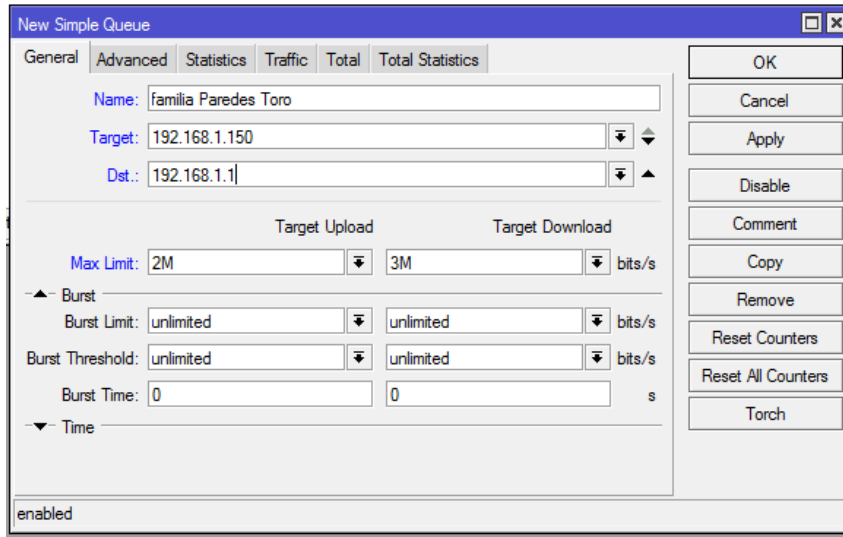 New Simple Queue
General Advanced Statistics Traffic Total Total Statistics
Name: familia Paredes Toro
Target: 192.168.1.150
Dst.: 192.168.1.1
Target Upload Target Download
Max Limit: 2M 3M bits/s
Burst
Burst Limit: unlimited unlimited bits/s
Burst Threshold: unlimited unlimited bits/s
Burst Time: 0 0 s
Time
enabled
OK
Cancel
Apply
Disable
Comment
Copy
Remove
Reset Counters
Reset All Counters
Torch